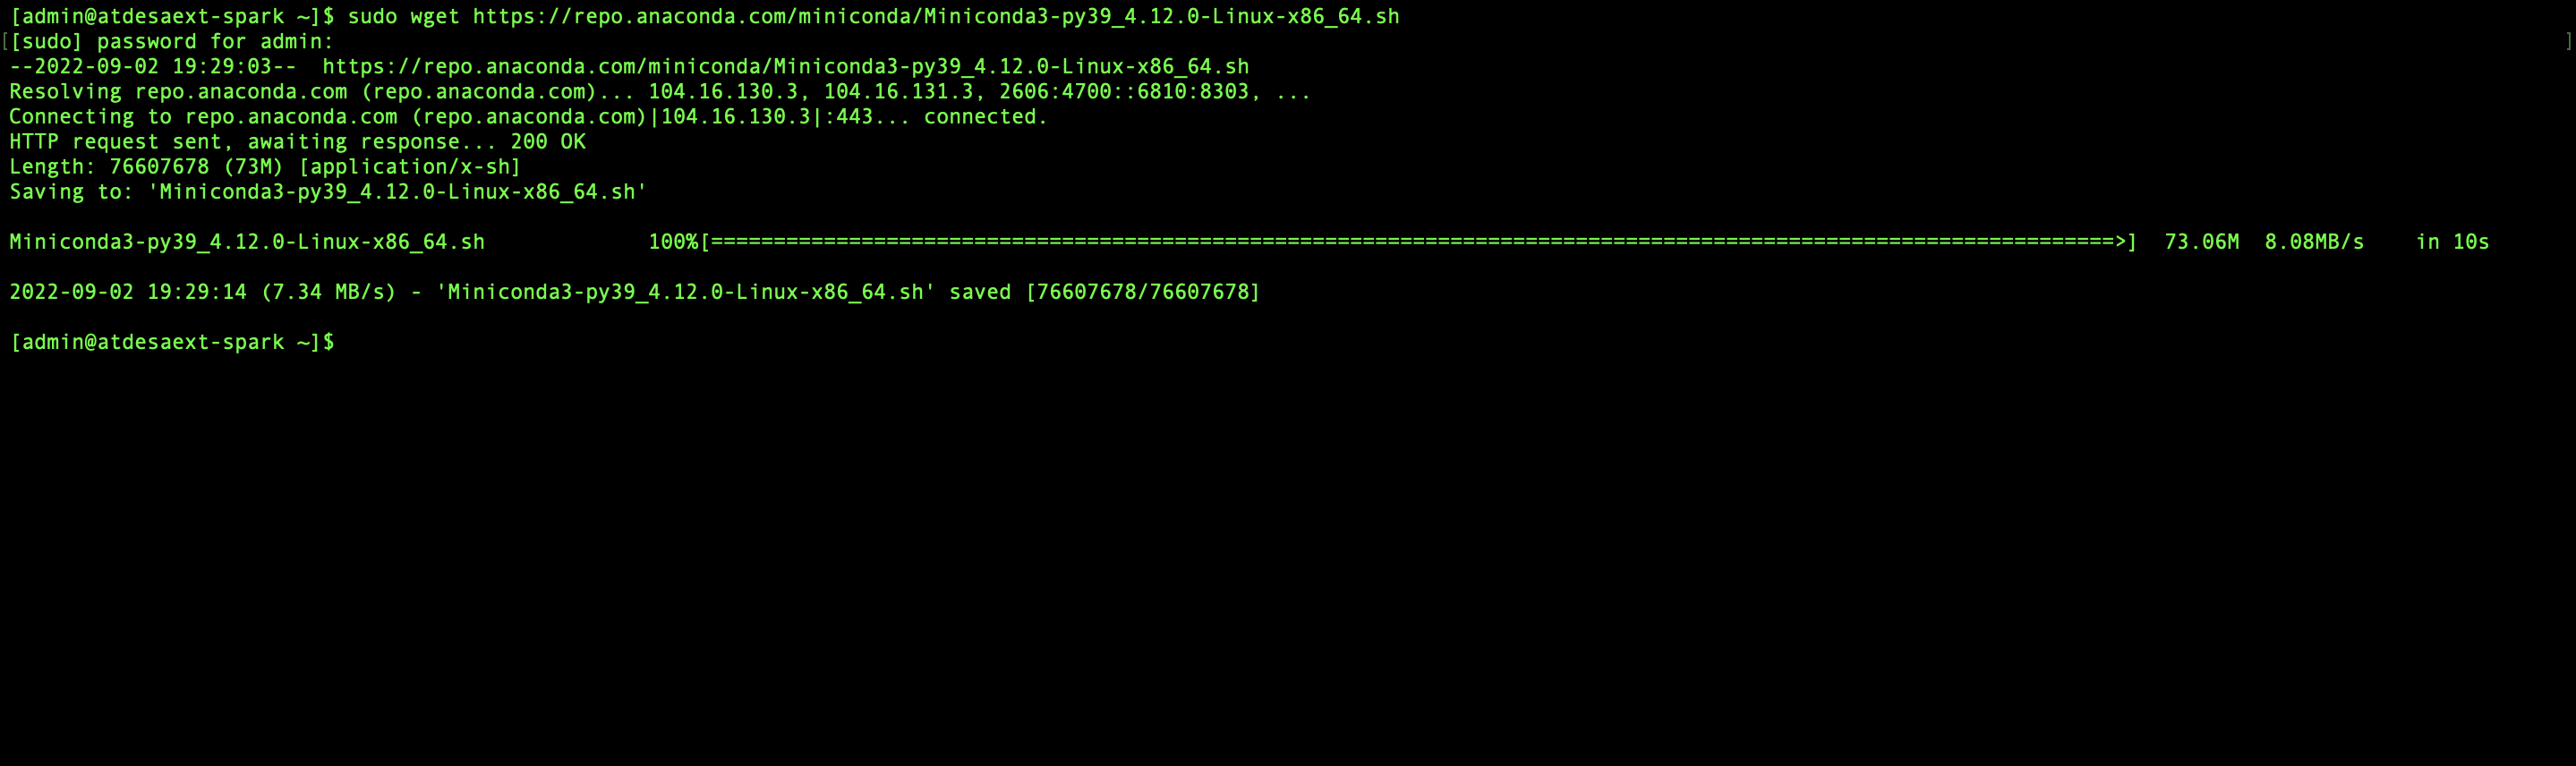 [admin@atdesaext-spark ~]$ sudo wget https://repo.anaconda.com/miniconda/Miniconda3-py39_4.12.0-Linux-x86_64.sh
[[sudo] password for admin: ]
--2022-09-02 19:29:03--  https://repo.anaconda.com/miniconda/Miniconda3-py39_4.12.0-Linux-x86_64.sh
Resolving repo.anaconda.com (repo.anaconda.com)... 104.16.130.3, 104.16.131.3, 2606:4700::6810:8303, ...
Connecting to repo.anaconda.com (repo.anaconda.com)|104.16.130.3|:443... connected.
HTTP request sent, awaiting response... 200 OK
Length: 76607678 (73M) [application/x-sh]
Saving to: 'Miniconda3-py39_4.12.0-Linux-x86_64.sh'
Miniconda3-py39_4.12.0-Linux-x86_64.sh 100%[================================================================================================================>] 73.06M 8.08MB/s in 10s
2022-09-02 19:29:14 (7.34 MB/s) - 'Miniconda3-py39_4.12.0-Linux-x86_64.sh' saved [76607678/76607678]
[admin@atdesaext-spark ~]$